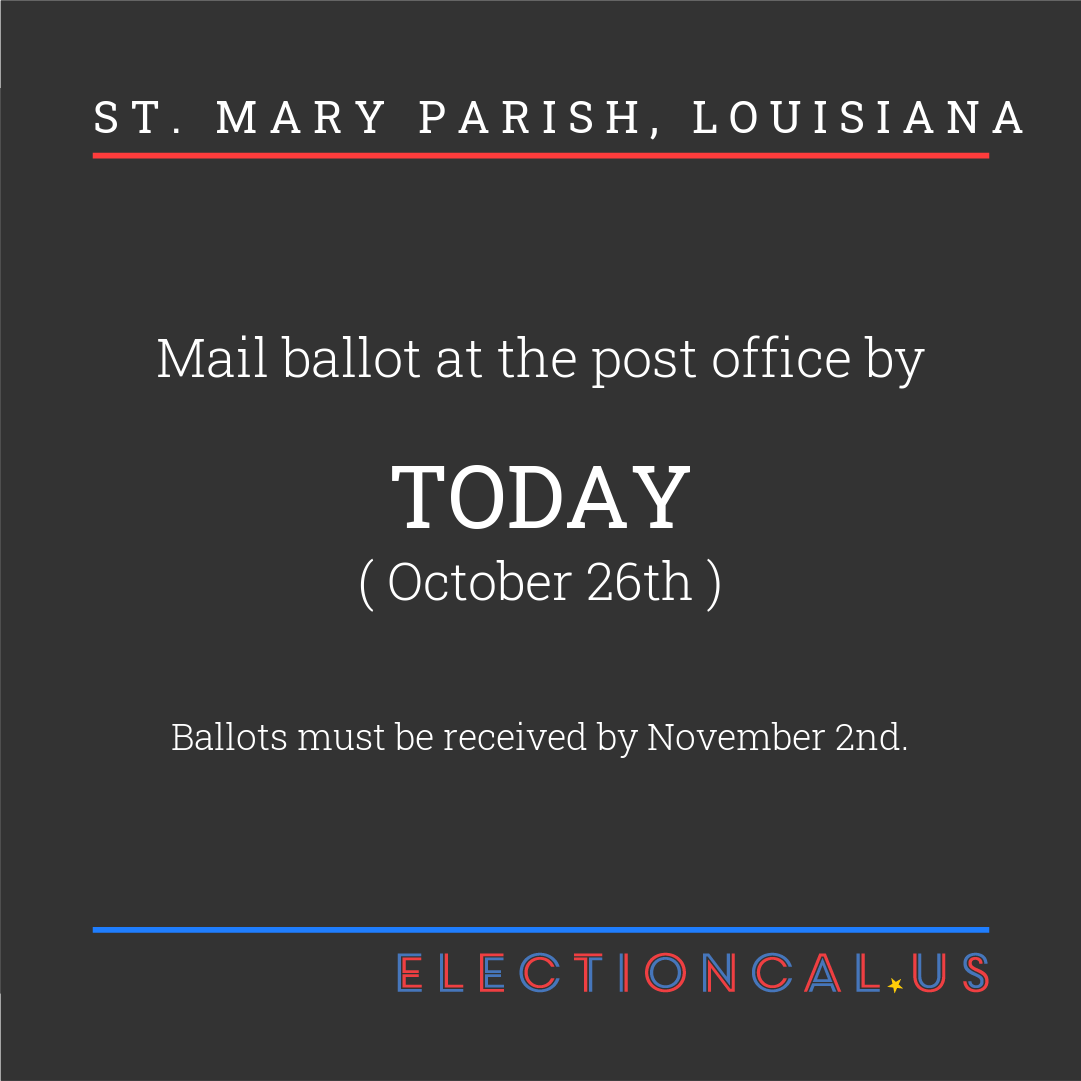 ST. MARY PARISH, LOUISIANA
Mail ballot at the post office by
TODAY
( October 26th )
Ballots must be received by November 2nd.
ELECTIONCAL.US